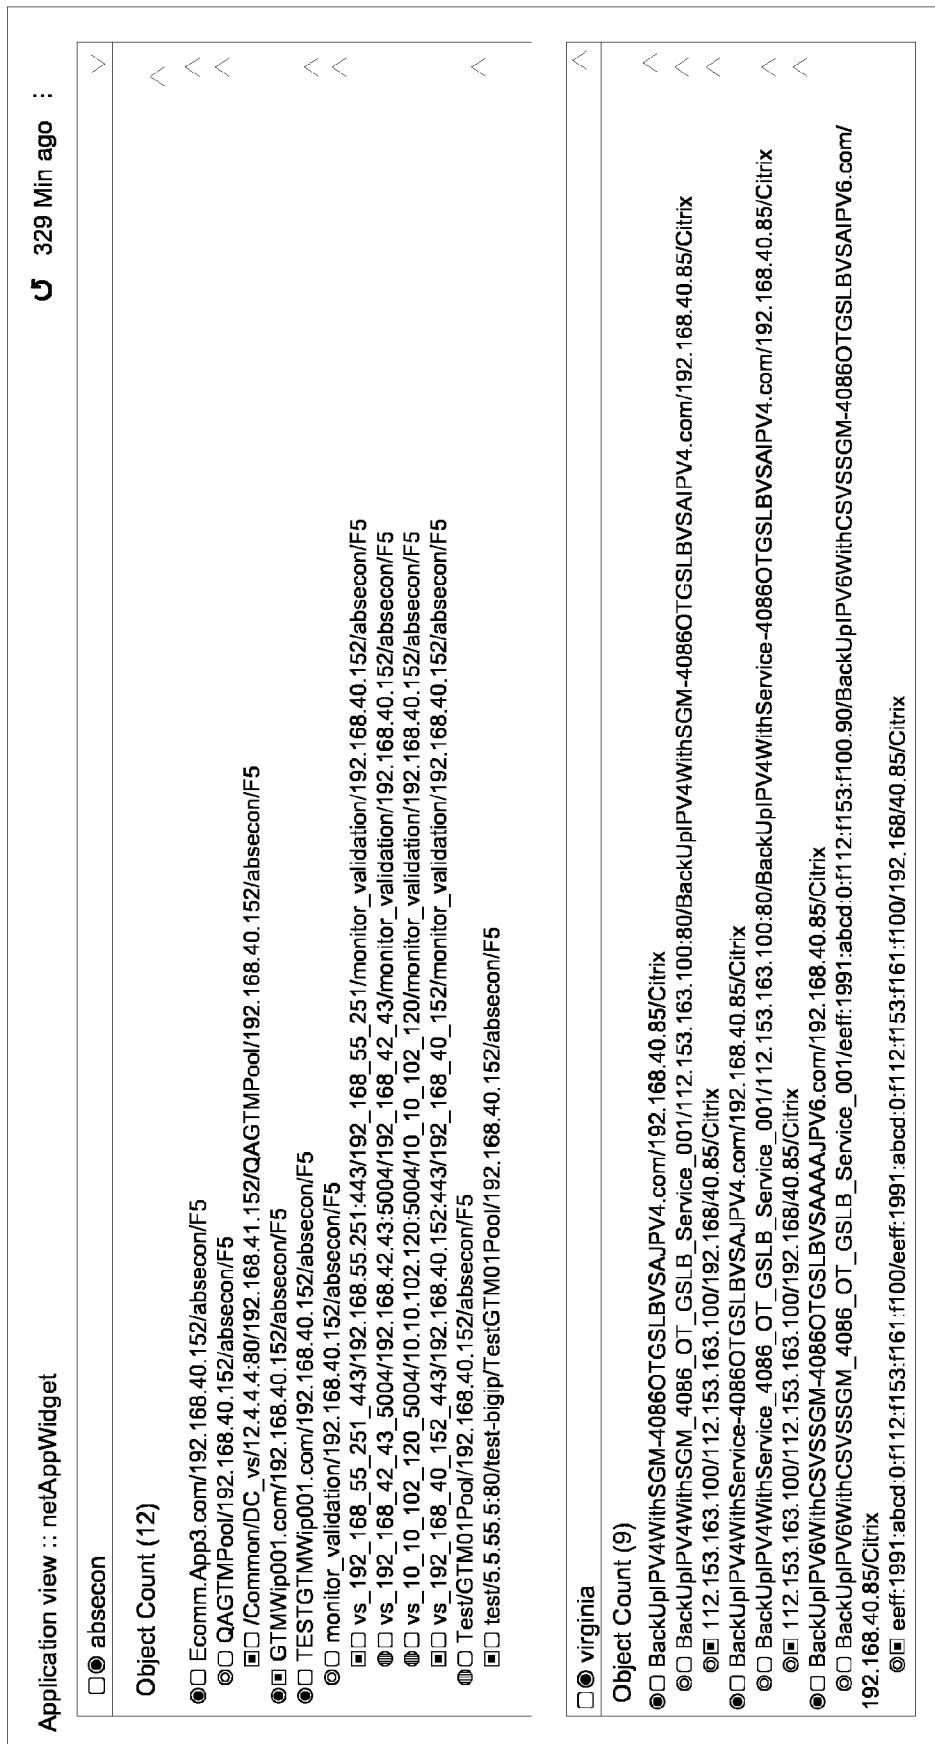 Application view :: netAppWidget
329 Min ago
absecon
Object Count (12)
Ecomm.App3.com/192.168.40.152/absecon/F5
QAGTMPool/192.168.40.152/absecon/F5
/Common/DC_vs/12.4.4.4:80/192.168.41.152/QAGTMPool/192.168.40.152/absecon/F5
GTMWip001.com/192.168.40.152/absecon/F5
TESTGTMWip001.com/192.168.40.152/absecon/F5
monitor_validation/192.168.40.152/absecon/F5
vs_192_168_55_251_443/192.168.55.251:443/192_168_55_251/monitor_validation/192.168.40.152/absecon/F5
vs_192_168_42_43_5004/192.168.42.43:5004/192_168_42_43/monitor_validation/192.168.40.152/absecon/F5
vs_10_10_102_120_5004/10.10.102.120:5004/10_10_102_120/monitor_validation/192.168.40.152/absecon/F5
vs_192_168_40_152_443/192.168.40.152:443/192_168_40_152/monitor_validation/192.168.40.152/absecon/F5
Test/GTM01Pool/192.168.40.152/absecon/F5
test/5.5.55.5:80/test-bigip/TestGTM01Pool/192.168.40.152/absecon/F5
virginia
Object Count (9)
BackUpIPV4WithSGM-4086OTGSLBVSAJPV4.com/192.168.40.85/Citrix
BackUpIPV4WithSGM_4086_OT_GSLB_Service_001/112.153.163.100:80/BackUpIPV4WithSGM-4086OTGSLBVSAIPV4.com/192.168.40.85/Citrix
112.153.163.100/112.153.163.100/192.168/40.85/Citrix
BackUpIPV4WithService-4086OTGSLBVSAJPV4.com/192.168.40.85/Citrix
BackUpIPV4WithService_4086_OT_GSLB_Service_001/112.153.163.100:80/BackUpIPV4WithService-4086OTGSLBVSAIPV4.com/192.168.40.85/Citrix
112.153.163.100/112.153.163.100/192.168/40.85/Citrix
BackUpIPV6WithCSVSSGM-4086OTGSLBVSAAAAJPV6.com/192.168.40.85/Citrix
BackUpIPV6WithCSVSSGM_4086_OT_GSLB_Service_001/eeff:1991:abcd:0:f112:f153:f100.90/BackUpIPV6WithCSVSSGM-4086OTGSLBVSAIPV6.com/
192.168.40.85/Citrix
eeff:1991:abcd:0:f112:f153:f161:f100/eeff:1991:abcd:0:f112:f153:f161:f100/192.168/40.85/Citrix